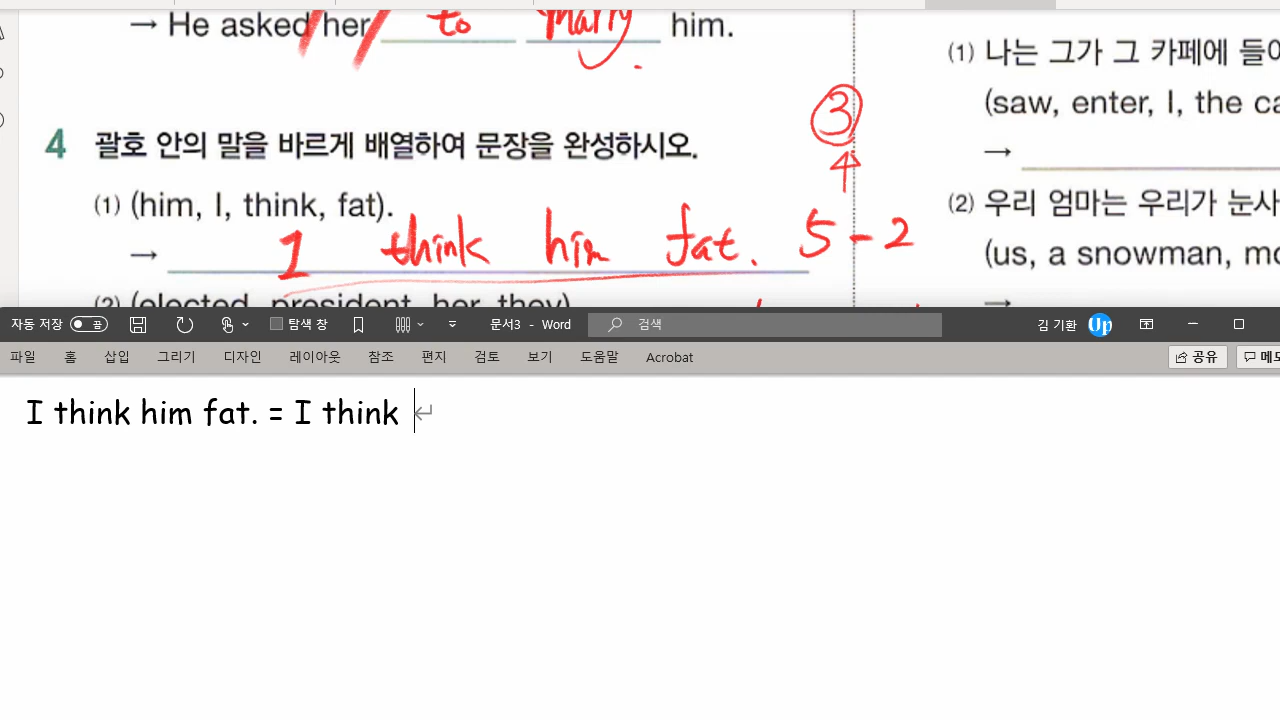 → He asked her to marry him.
4 괄호 안의 말을 바르게 배열하여 문장을 완성하시오.
③
4
(1) (him, I, think, fat).
→ I think him fat. 5-2
(2) (elected, president, her, they)
(1) 나는 그가 그 카페에 들어
(saw, enter, I, the ca
→
(2) 우리 엄마는 우리가 눈사
(us, a snowman, mo
→
자동 저장 끔 탐색 창 문서3 - Word 검색 김 기환 Up
파일 홈 삽입 그리기 디자인 레이아웃 참조 편지 검토 보기 도움말 Acrobat 공유 메모
I think him fat. = I think